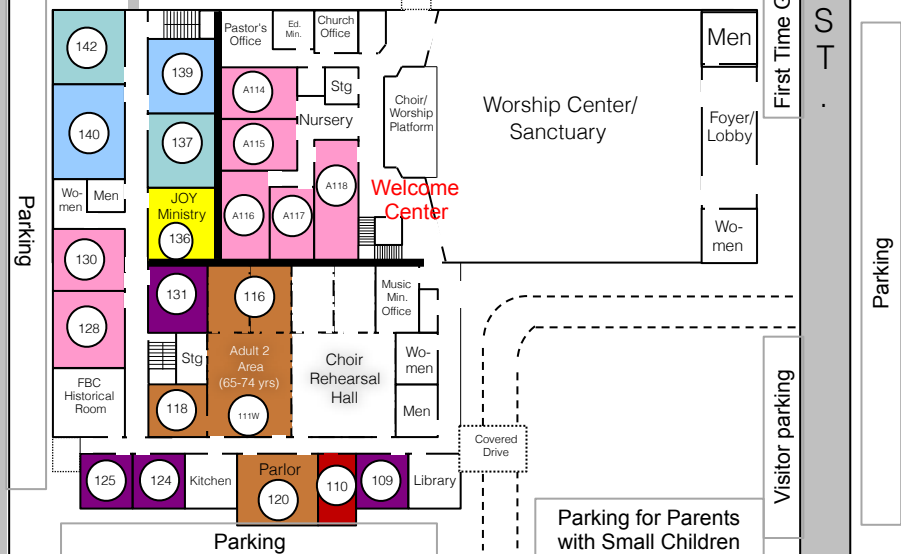 142
139
140
137
Wo-
men
Men
JOY
Ministry
136
130
128
FBC
Historical
Room
131
116
Stg
Adult 2
Area
(65-74 yrs)
111W
118
125
124
Kitchen
Parlor
120
110
109
Library
Pastor's
Office
Ed.
Min.
Church
Office
A114
Stg
Nursery
A115
A118
A116
A117
Choir/
Worship
Platform
Welcome
Center
Worship Center/
Sanctuary
Men
Foyer/
Lobby
Wo-
men
Music
Min.
Office
Choir
Rehearsal
Hall
Wo-
men
Men
Covered
Drive
Parking
Parking
Parking for Parents
with Small Children
Visitor parking
First Time G
ST.
Parking